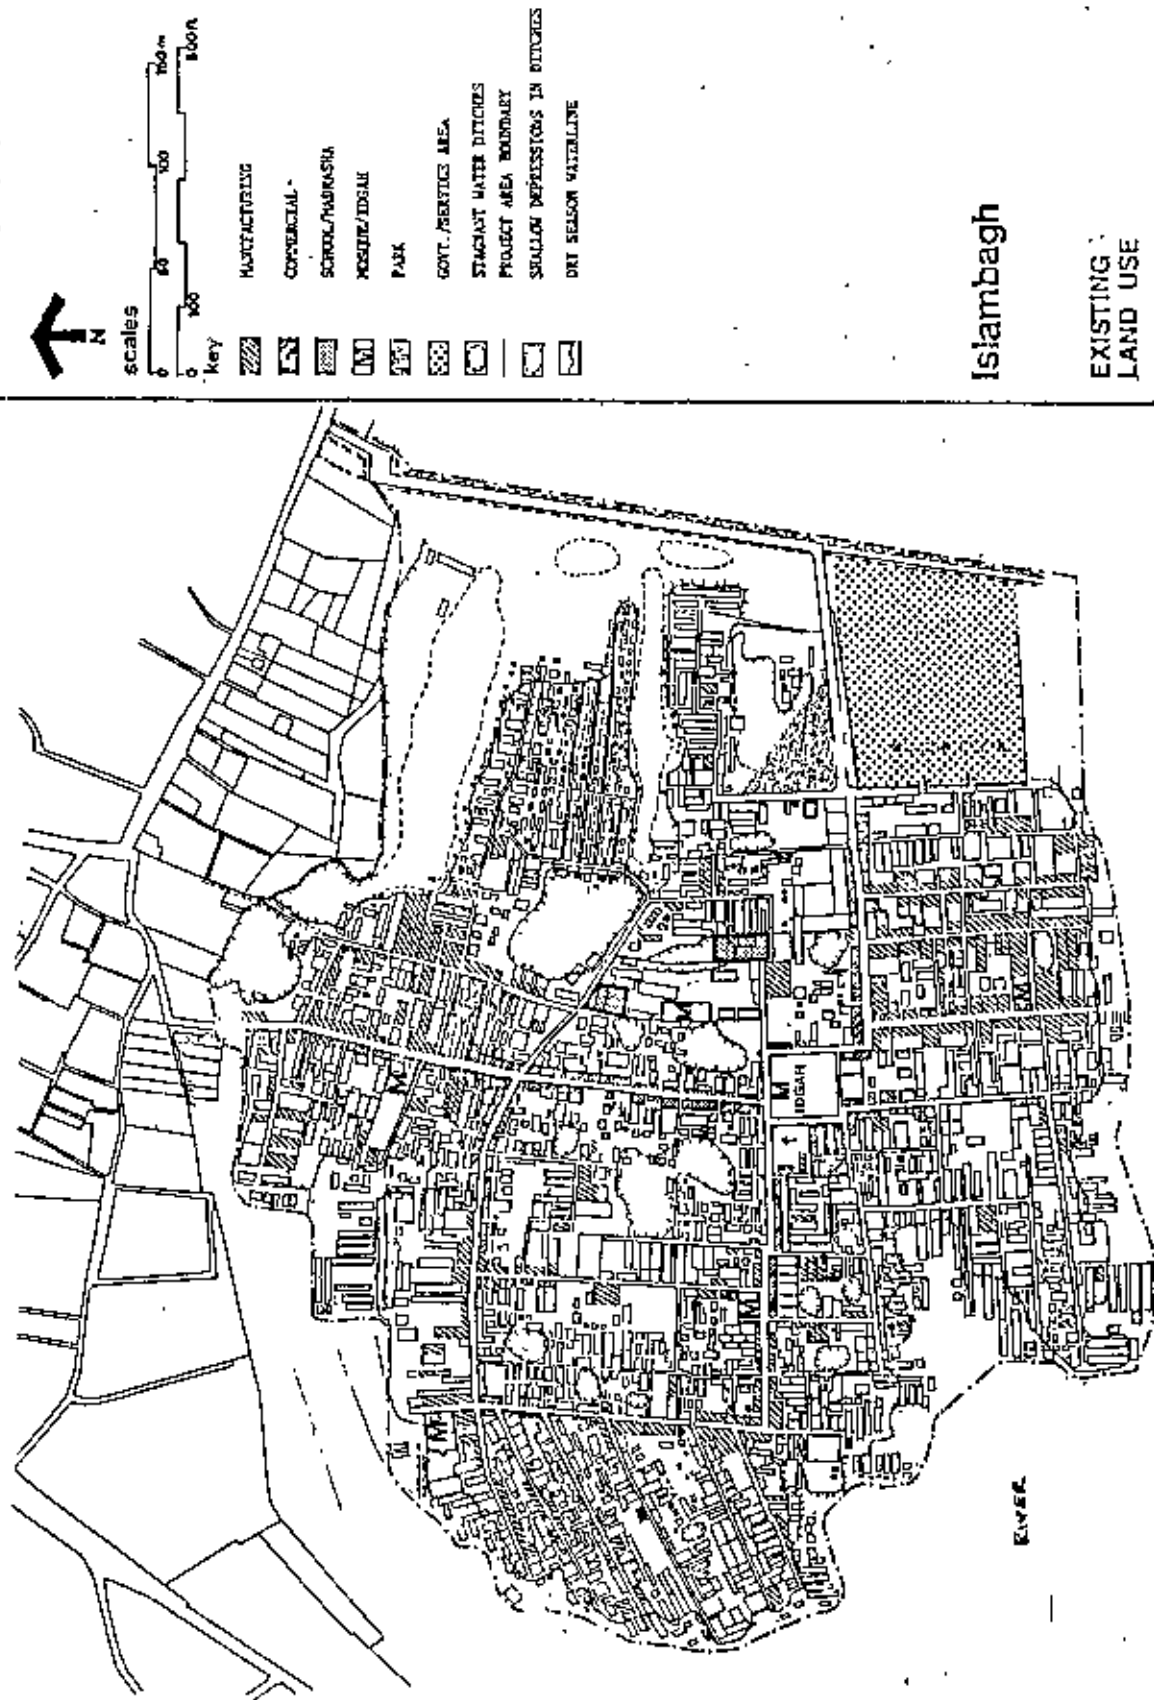 N
scales
0 50 100 150m
0 100 500ft
key
MANUFACTURING
COMMERCIAL
SCHOOL/MADRASHA
MOSQUE/IDGAH
PARK
GOVT./SERVICE AREA
STAGNANT WATER DITCHES
PROJECT AREA BOUNDARY
SHALLOW DEPRESSIONS IN DITCHES
DRY SEASON WATERLINE
Islambagh
EXISTING
LAND USE
M
M
M
IDGAH
M
M
M
M
RIVER